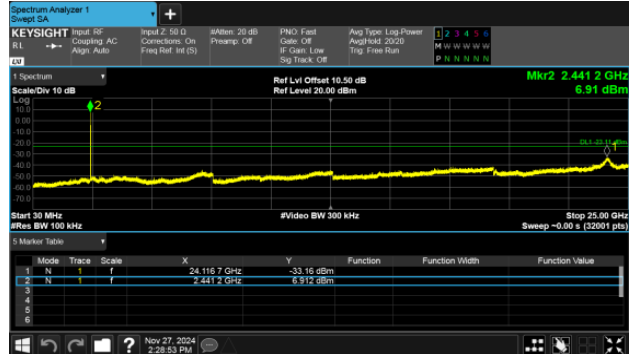 Spectrum Analyzer 1
Swept SA
+
KEYSIGHT Input: RF Input Z: 50 Ω #Atten: 20 dB PNO: Fast Avg Type: Log-Power 1 2 3 4 5 6
RL Coupling: AC Corrections: On Preamp: Off Gate: Off Avg|Hold: 20/20 M W W W W W
Align: Auto Freq Ref: Int (S) IF Gain: Low Trig: Free Run P N N N N N
LXI Sig Track: Off
1 Spectrum Ref Lvl Offset 10.50 dB Mkr2 2.441 2 GHz
Scale/Div 10 dB Ref Level 20.00 dBm 6.91 dBm
Log
10.0 2
0.00
-10.0
-20.0 DL1 -23.11 dBm
-30.0 1
-40.0
-50.0
-60.0
-70.0
Start 30 MHz #Video BW 300 kHz Stop 25.00 GHz
#Res BW 100 kHz Sweep ~0.00 s (32001 pts)
5 Marker Table
Mode Trace Scale X Y Function Function Width Function Value
1 N 1 f 24.116 7 GHz -33.16 dBm
2 N 1 f 2.441 2 GHz 6.912 dBm
3
4
5
6
? Nov 27, 2024
2:28:53 PM